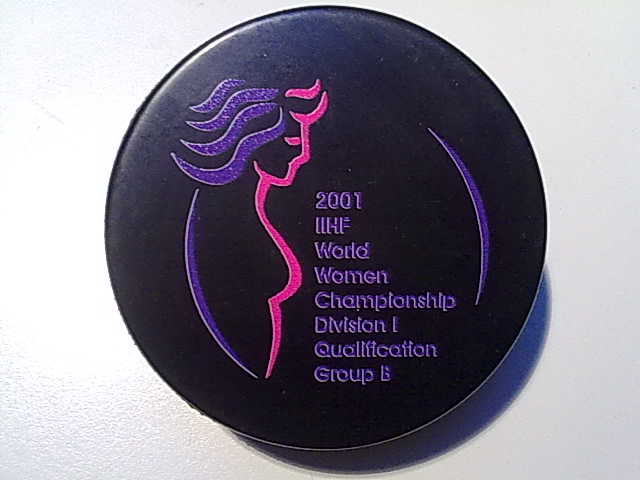 2001
IIHF
World
Women
Championship
Division I
Qualification
Group B